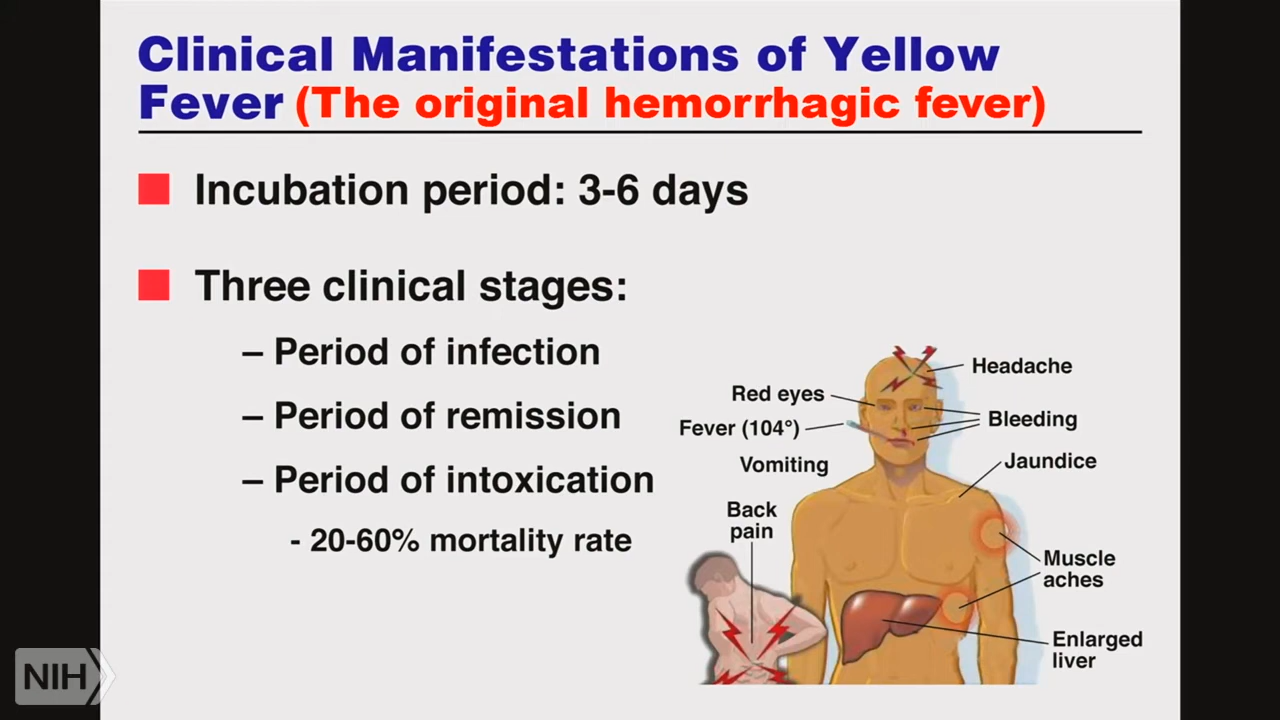 Clinical Manifestations of Yellow
Fever (The original hemorrhagic fever)
Incubation period: 3-6 days
Three clinical stages:
– Period of infection
– Period of remission
– Period of intoxication
- 20-60% mortality rate
Headache
Red eyes
Bleeding
Fever (104°)
Vomiting
Jaundice
Back
pain
Muscle
aches
Enlarged
liver
NIH